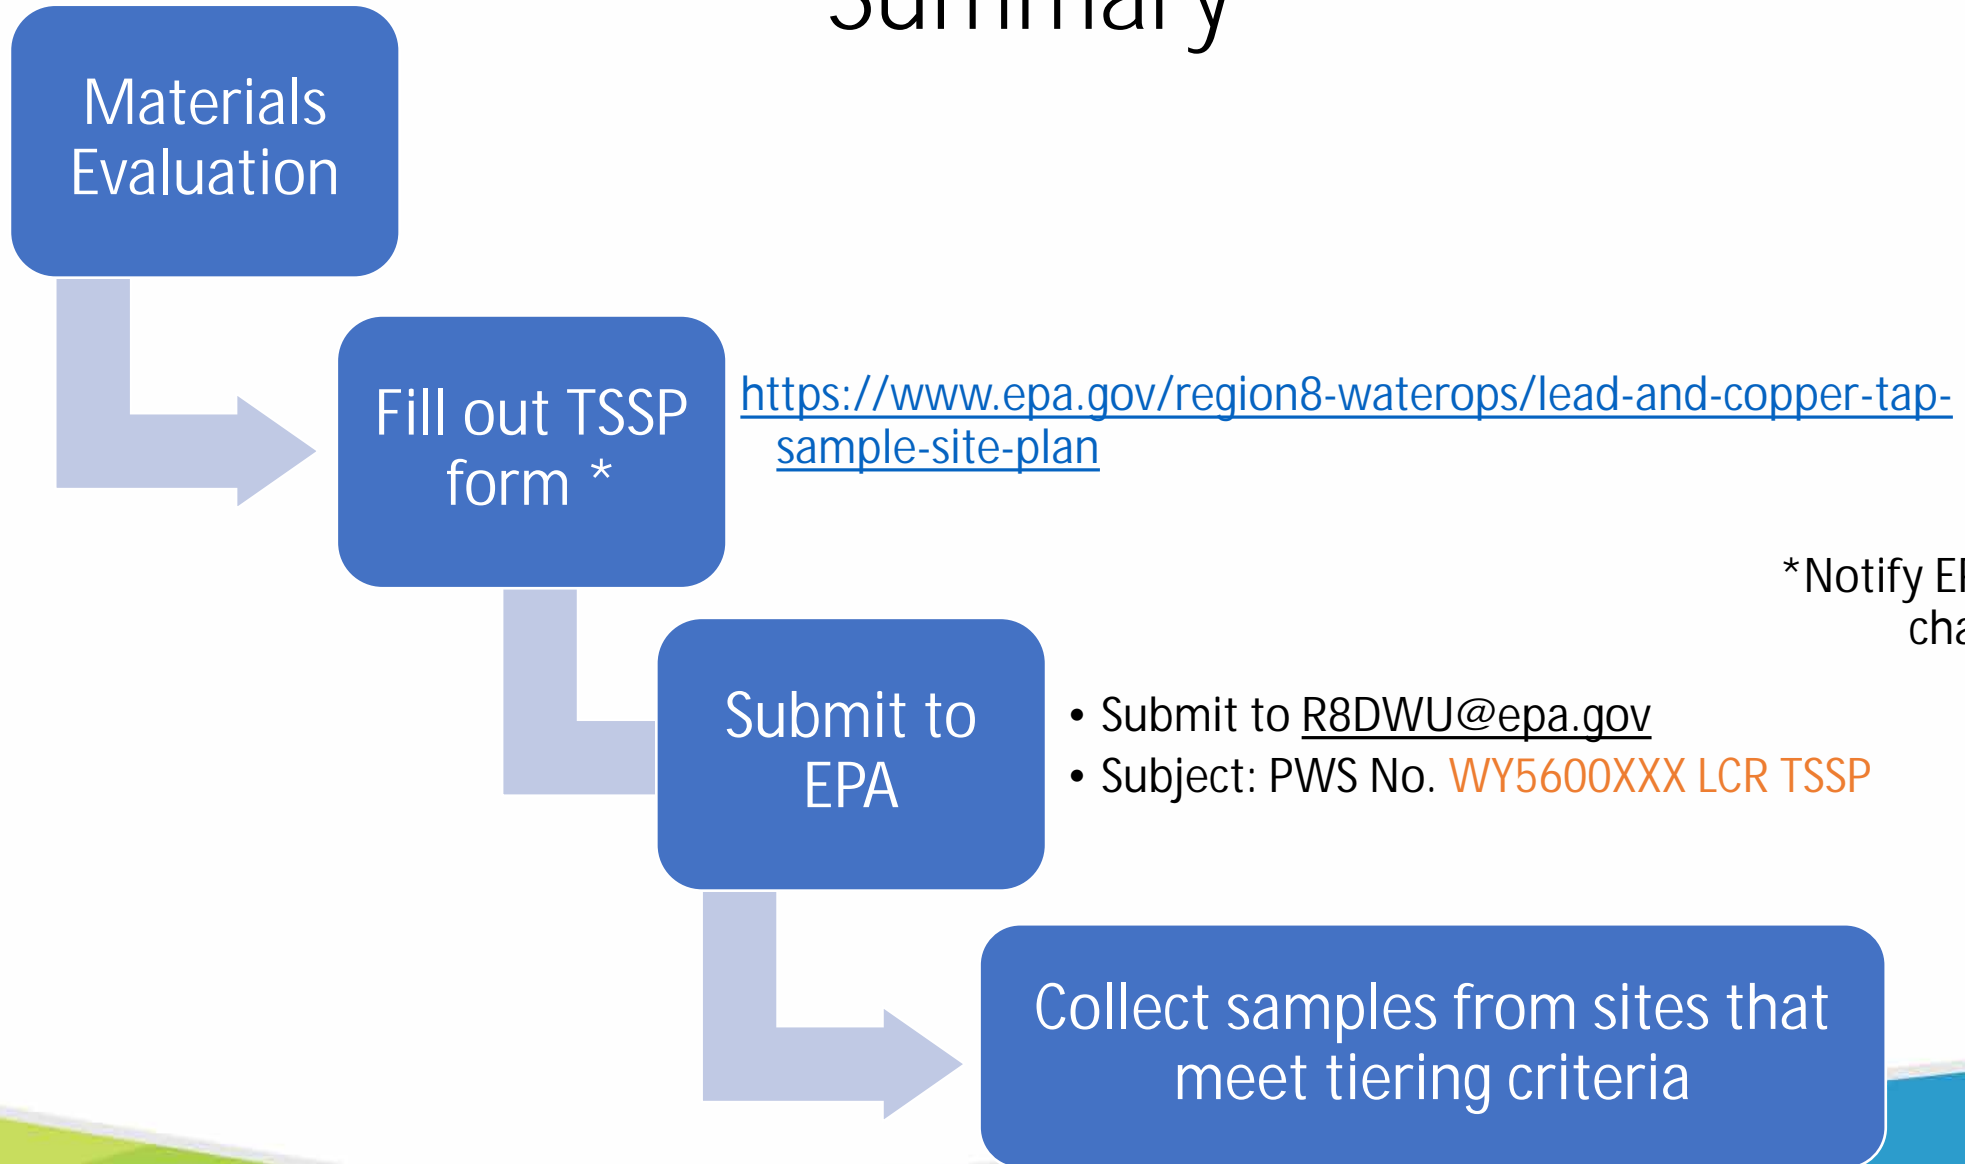 Summary
Materials
Evaluation
Fill out TSSP
form *
https://www.epa.gov/region8-waterops/lead-and-copper-tap-
sample-site-plan
*Notify
Submit to
EPA
• Submit to R8DWU@epa.gov
• Subject: PWS No. WY5600XXX LCR TSSP
Collect samples from sites that
meet tiering criteria